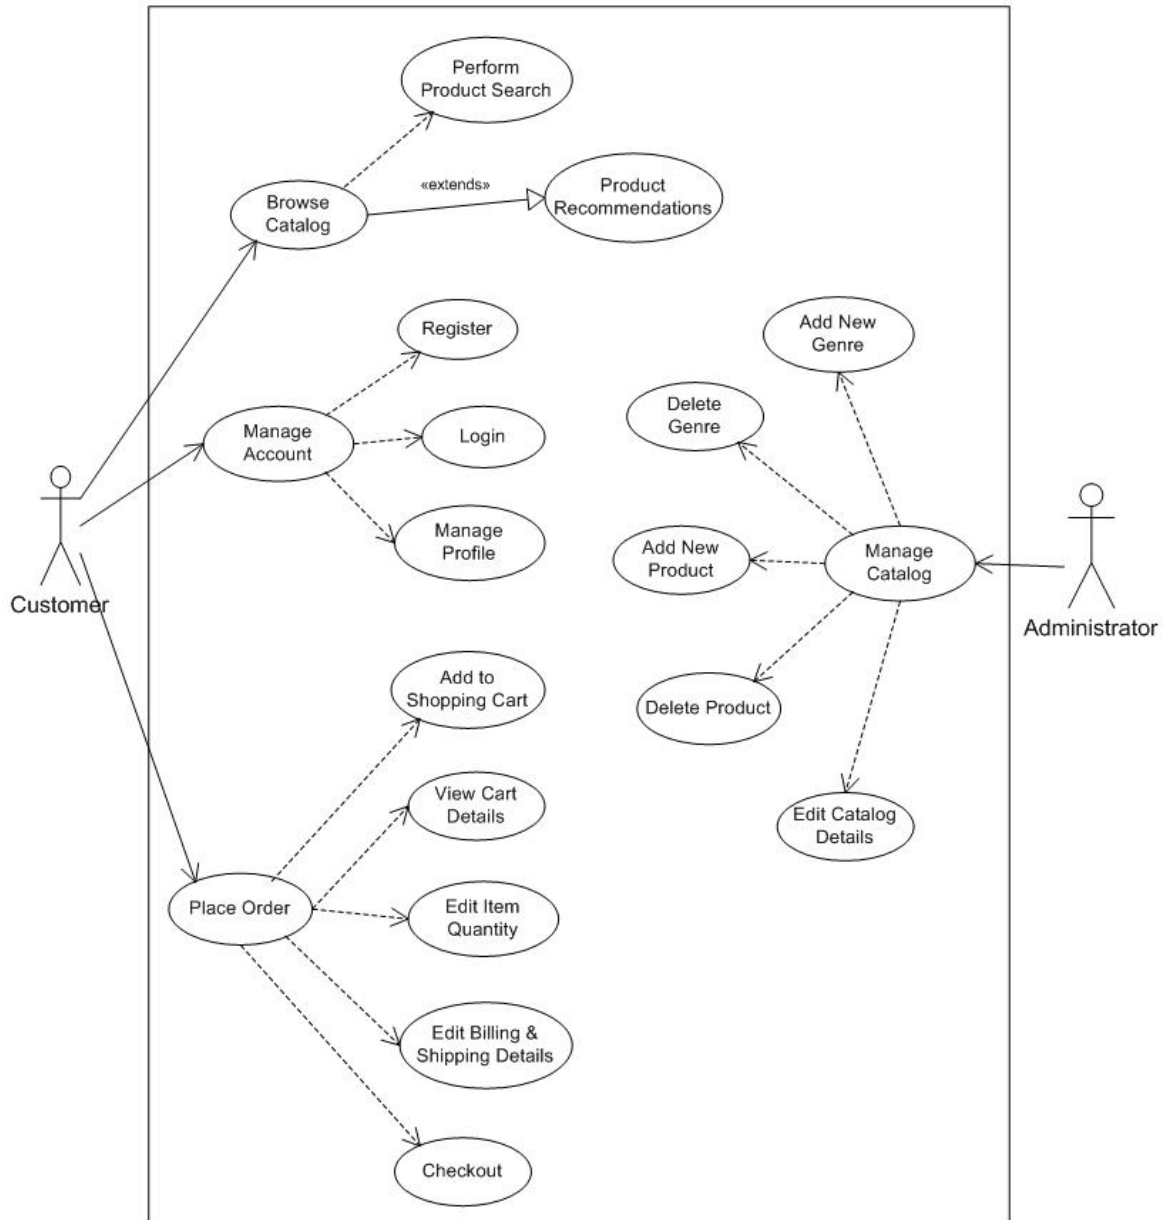 Perform
Product Search
«extends»
Product
Recommendations
Browse
Catalog
Register
Add New
Genre
Delete
Genre
Login
Manage
Account
Manage
Profile
Add New
Product
Manage
Catalog
Customer
Administrator
Add to
Shopping Cart
Delete Product
View Cart
Details
Edit Catalog
Details
Place Order
Edit Item
Quantity
Edit Billing &
Shipping Details
Checkout